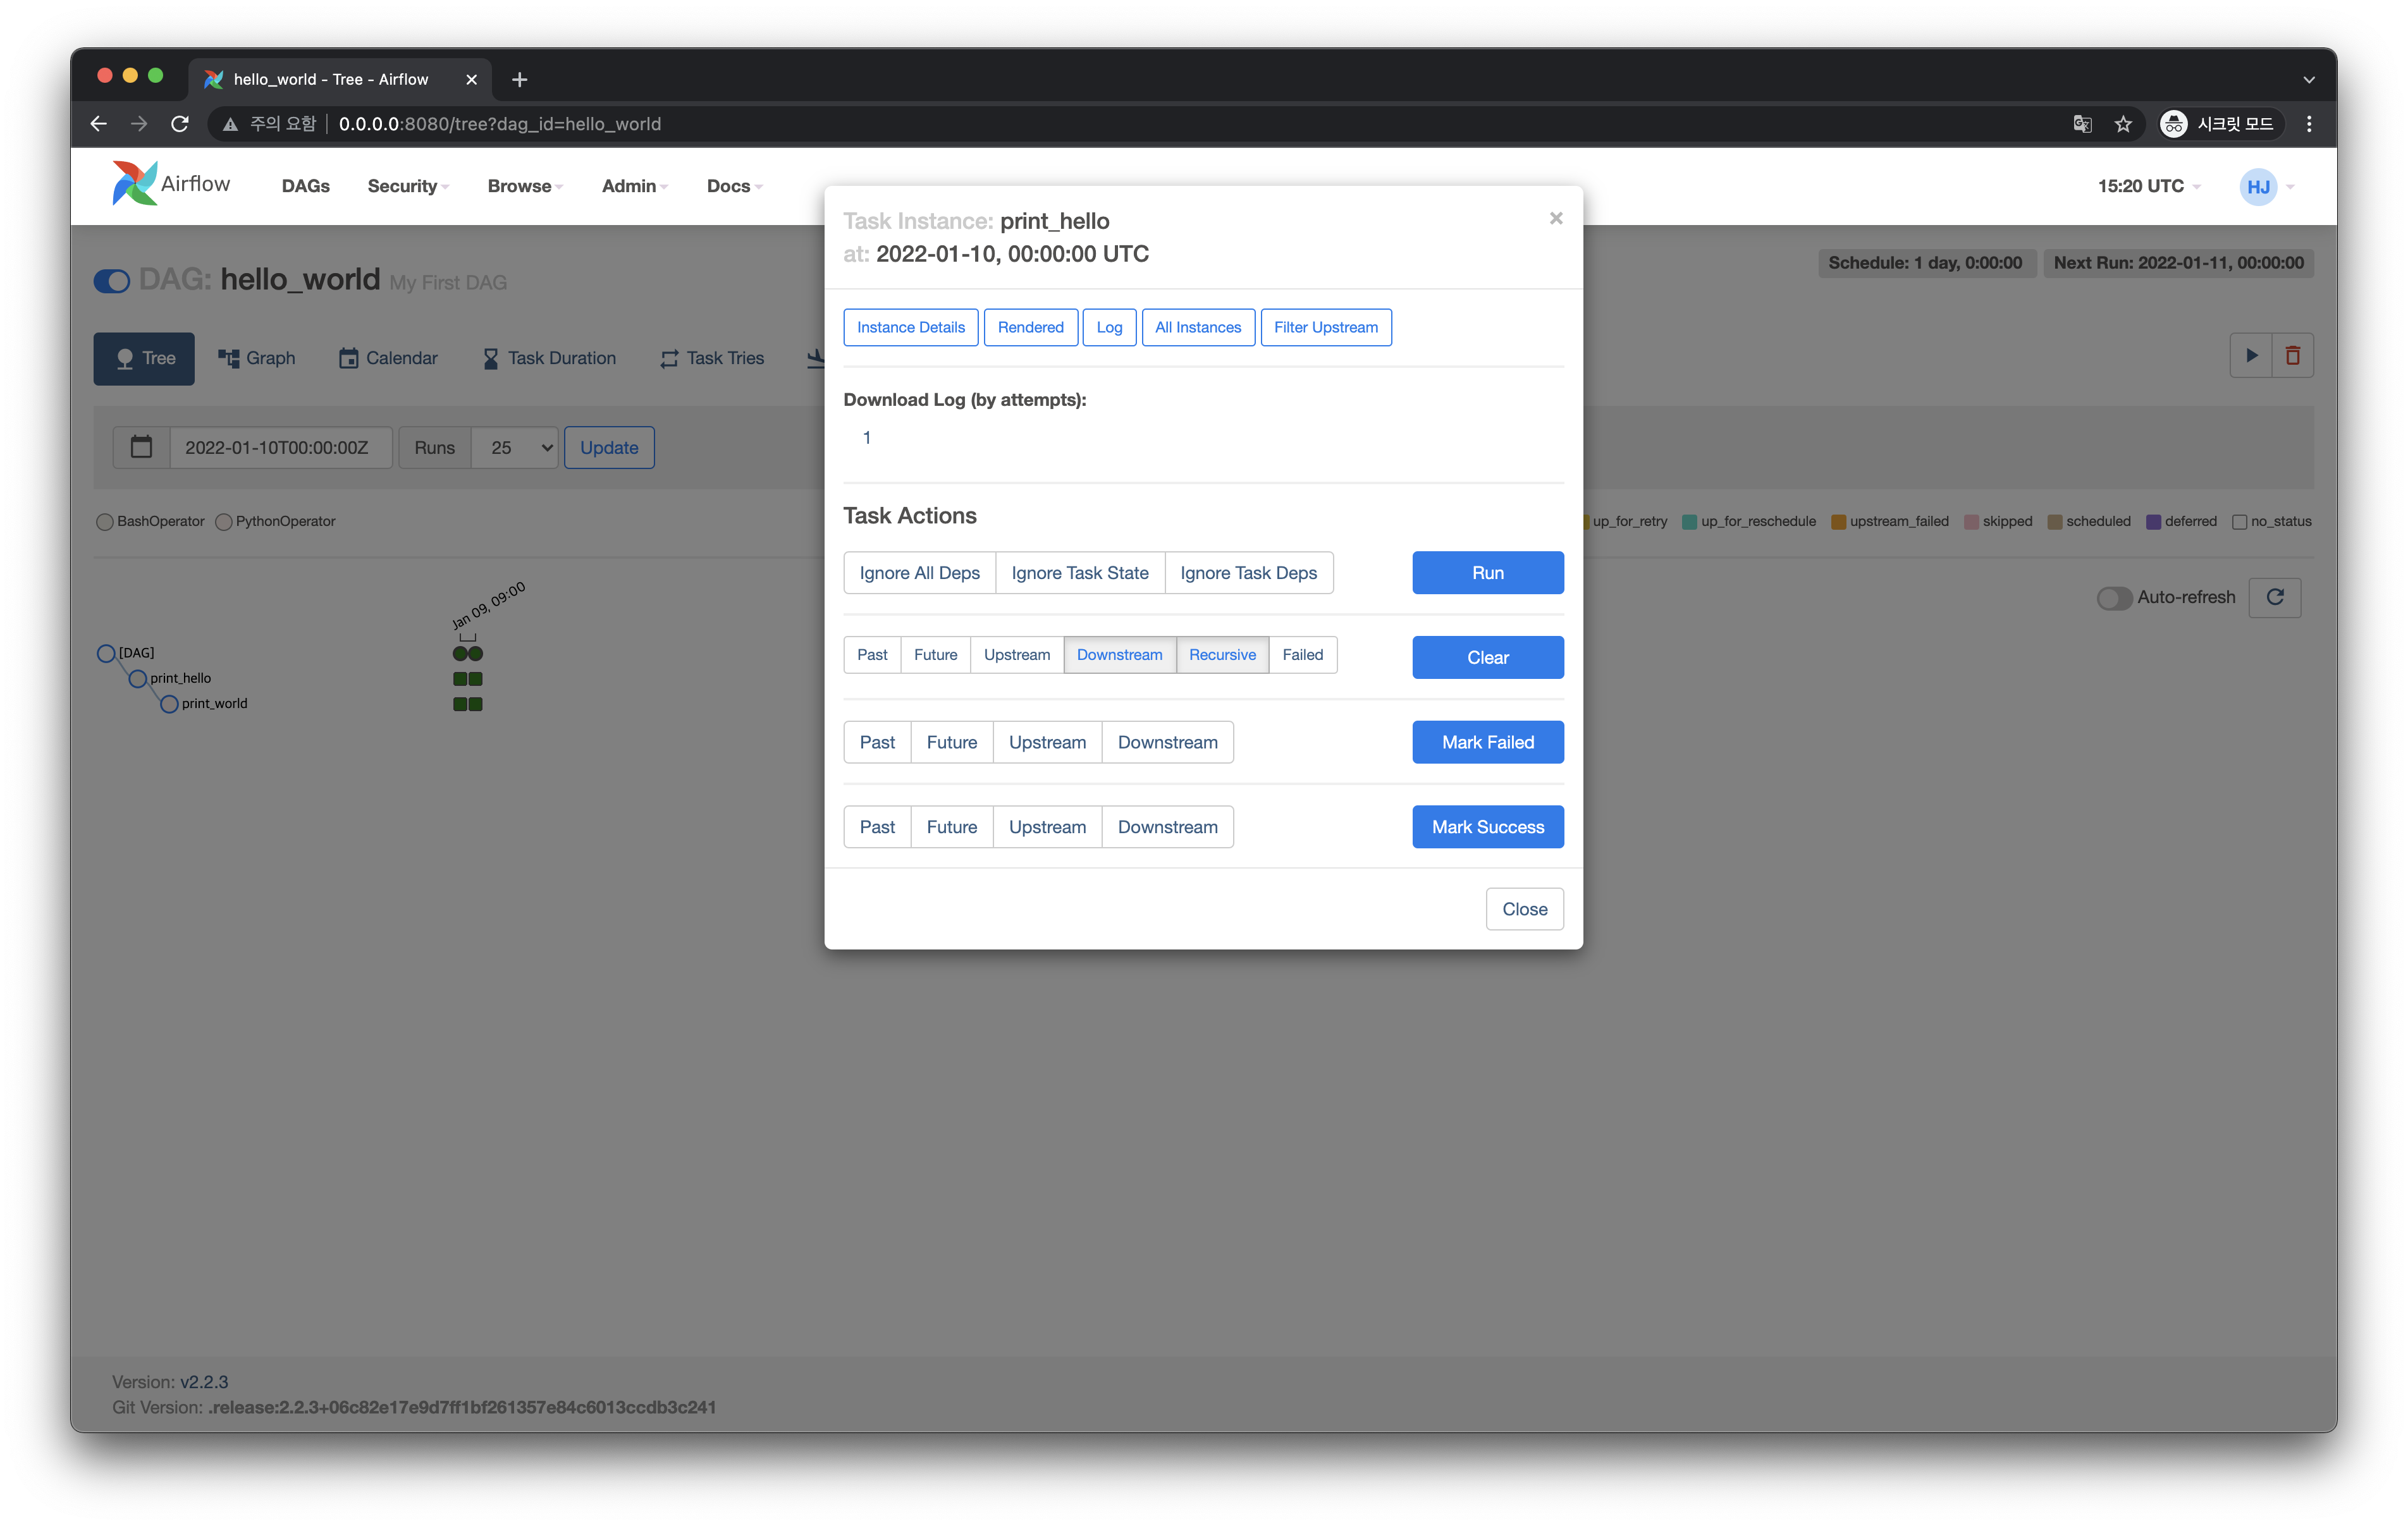 hello_world - Tree - Airflow
주의 요함 0.0.0.0:8080/tree?dag_id=hello_world 시크릿 모드
Airflow DAGs Security Browse Admin Docs 15:20 UTC HJ
Task Instance: print_hello
at: 2022-01-10, 00:00:00 UTC
DAG: hello_world My First DAG
Schedule: 1 day, 0:00:00 Next Run: 2022-01-11, 00:00:00
Instance Details Rendered Log All Instances Filter Upstream
Tree Graph Calendar Task Duration Task Tries
Download Log (by attempts):
1
2022-01-10T00:00:00Z Runs 25 Update
Task Actions
BashOperator PythonOperator
up_for_retry up_for_reschedule upstream_failed skipped scheduled deferred no_status
Ignore All Deps Ignore Task State Ignore Task Deps Run
Auto-refresh
Jan 09, 09:00
[DAG]
print_hello
print_world
Past Future Upstream Downstream Recursive Failed Clear
Past Future Upstream Downstream Mark Failed
Past Future Upstream Downstream Mark Success
Close
Version: v2.2.3
Git Version: .release:2.2.3+06c82e17e9d7ff1bf261357e84c6013ccdb3c241